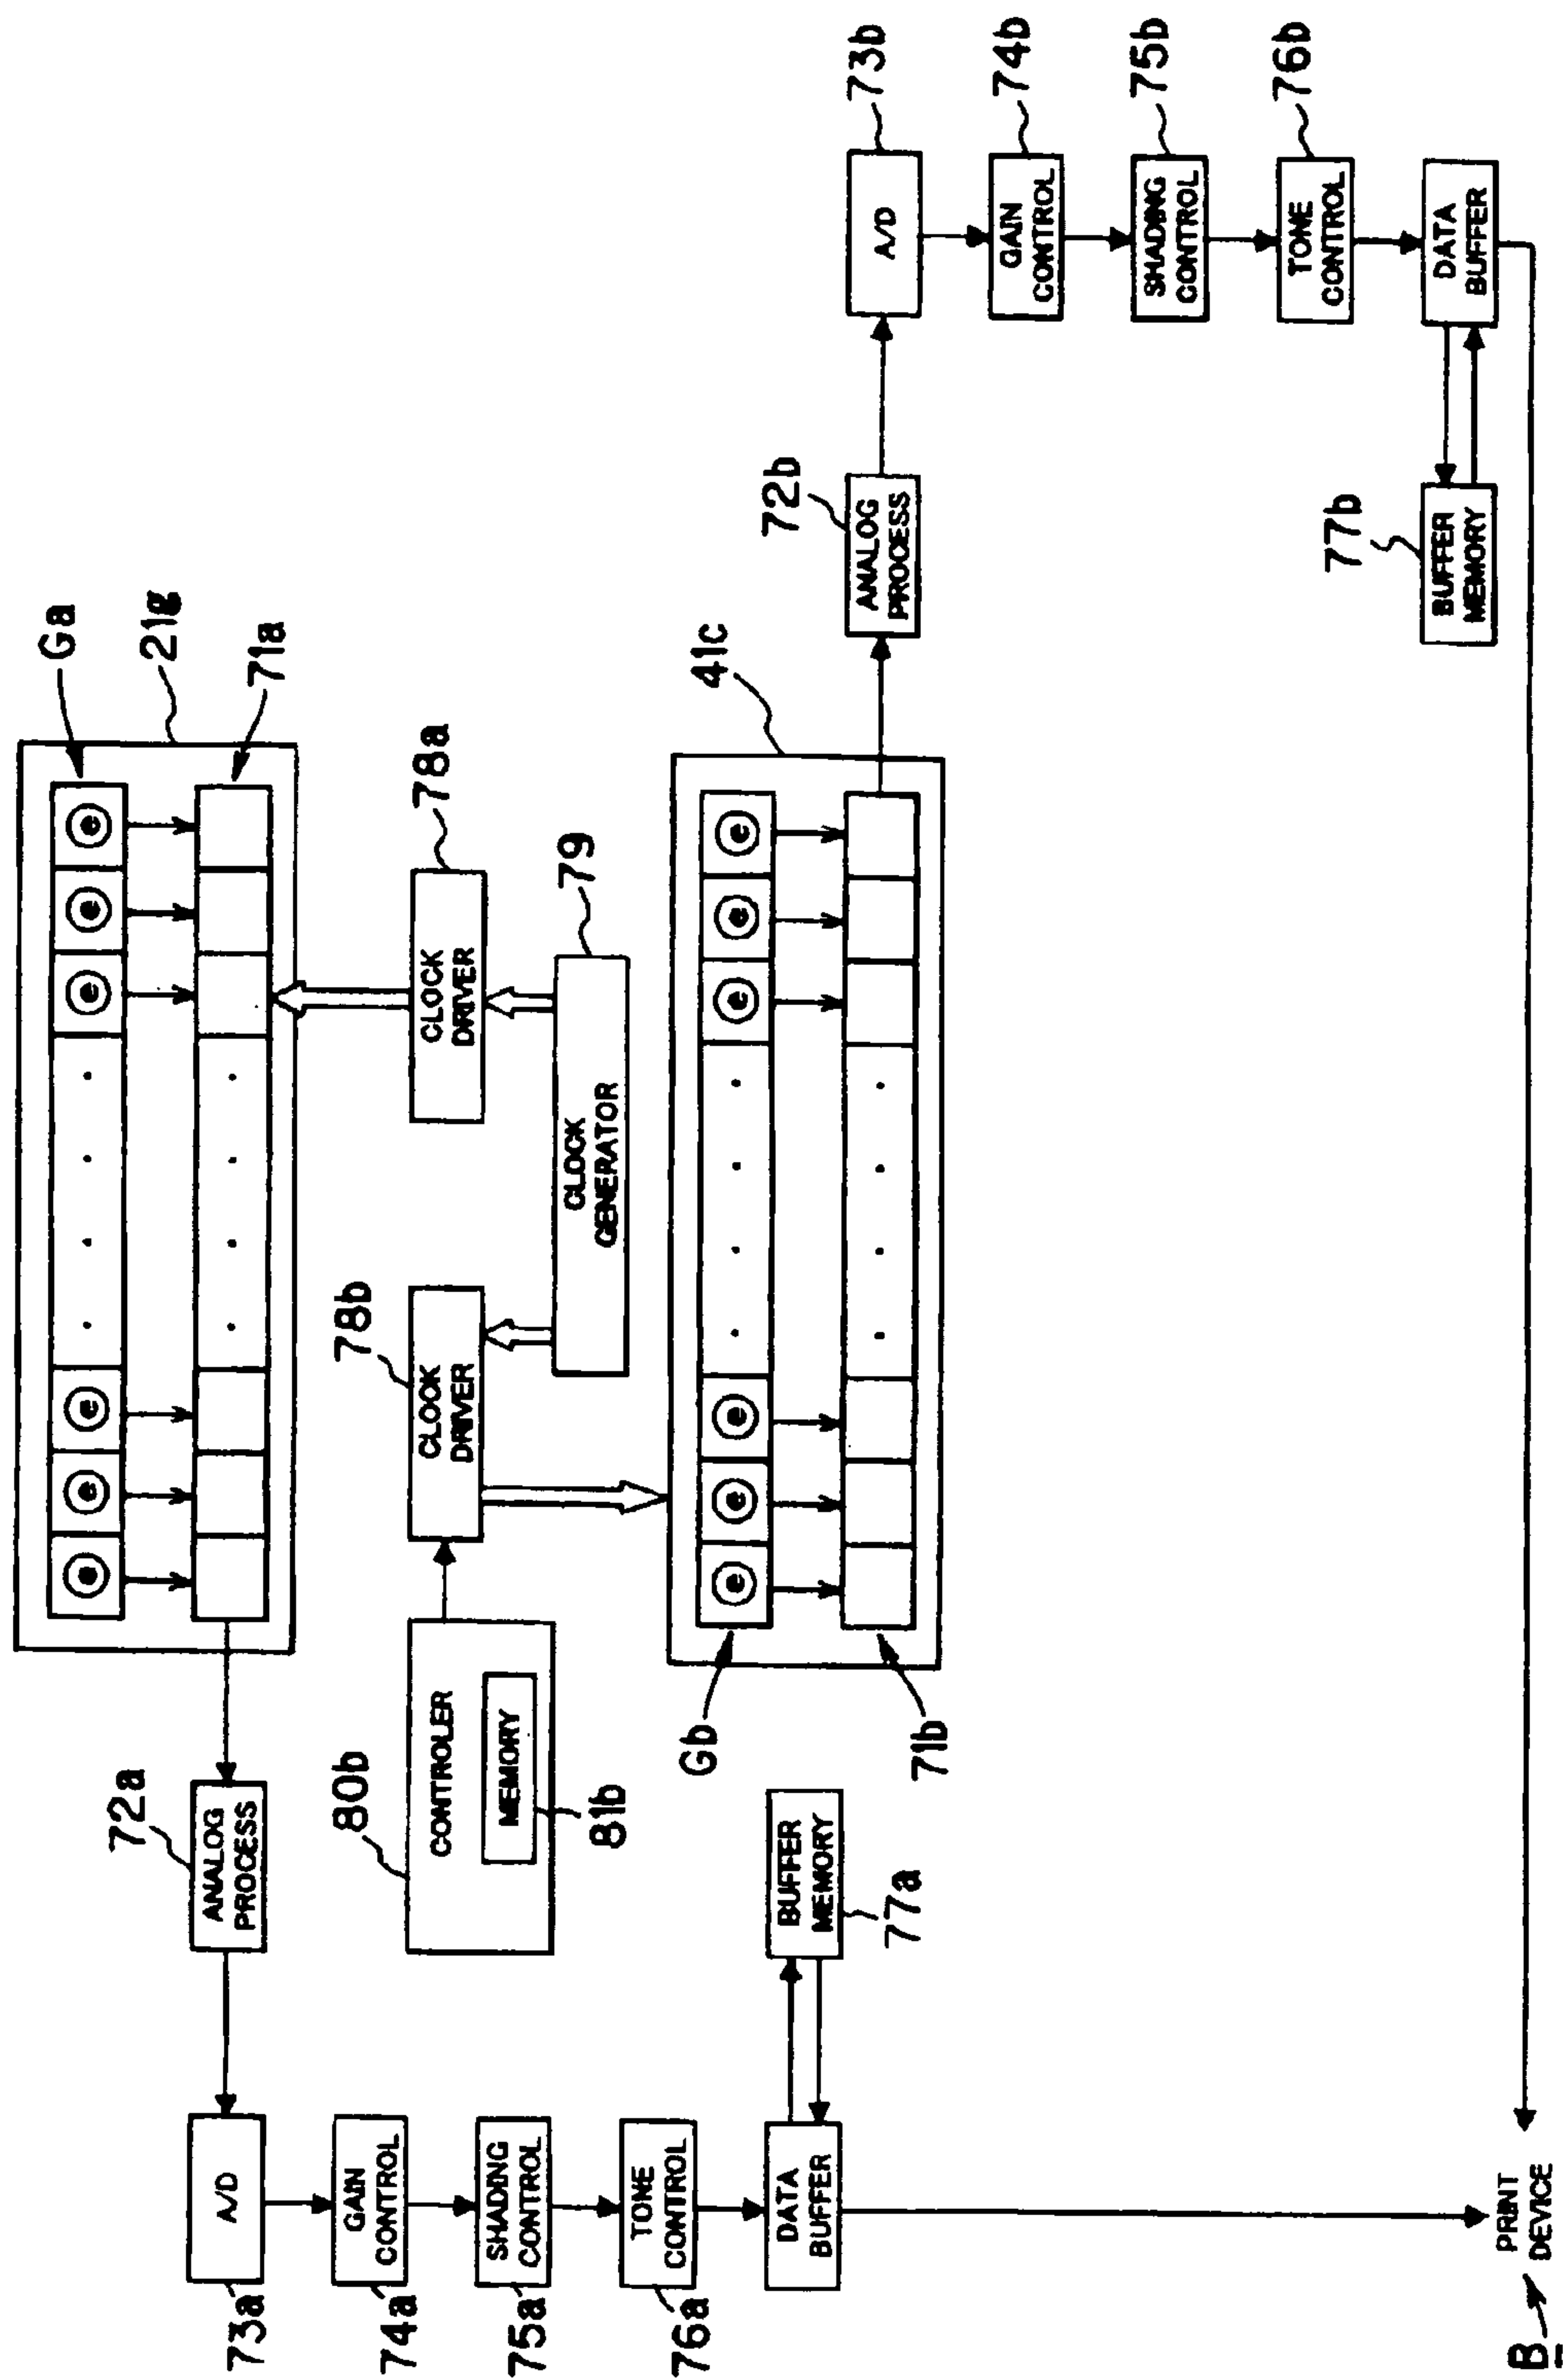 Ga
21g
71a
e e e e e e
72a
ANALOG
PROCESS
73a
A/D
74a
GAIN
CONTROL
75a
SHADING
CONTROL
76a
TONE
CONTROL
DATA
BUFFER
BUFFER
MEMORY
77a
80b
CONTROLER
MEMORY
81b
78b
CLOCK
DRIVER
78a
CLOCK
DRIVER
79
CLOCK
GENERATOR
41c
e e e e e e
Gb
71b
72b
ANALOG
PROCESS
73b
A/D
74b
GAIN
CONTROL
75b
SHADING
CONTROL
76b
TONE
CONTROL
DATA
BUFFER
77b
BUFFER
MEMORY
B
PRINT
DEVICE